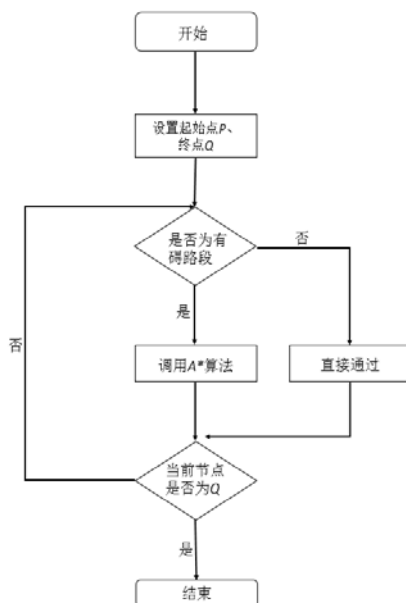 开始
设置起始点P、
终点Q
是否为有
碍路段
否
是
否
调用A*算法
直接通过
当前节点
是否为Q
是
结束